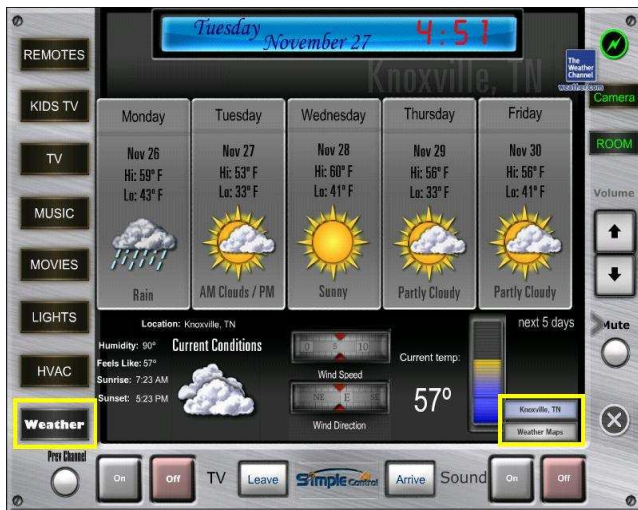 Tuesday
November 27
4:51
Knoxville, TN
The
Weather
Channel
weather.com
REMOTES
KIDS TV
TV
MUSIC
MOVIES
LIGHTS
HVAC
Weather
Prev Channel
Camera
ROOM
Volume
Mute
Monday
Nov 26
Hi: 59° F
Lo: 43° F
Rain
Tuesday
Nov 27
Hi: 53° F
Lo: 33° F
AM Clouds / PM
Wednesday
Nov 28
Hi: 60° F
Lo: 41° F
Sunny
Thursday
Nov 29
Hi: 56° F
Lo: 33° F
Partly Cloudy
Friday
Nov 30
Hi: 56° F
Lo: 41° F
Partly Cloudy
Location: Knoxville, TN
Humidity: 90°
Feels Like: 57°
Sunrise: 7:23 AM
Sunset: 5:23 PM
Current Conditions
Wind Speed
NE E SE
Wind Direction
Current temp:
57°
next 5 days
Knoxville, TN
Weather Maps
On
Off
TV
Leave
Simple Control
Arrive
Sound
On
Off